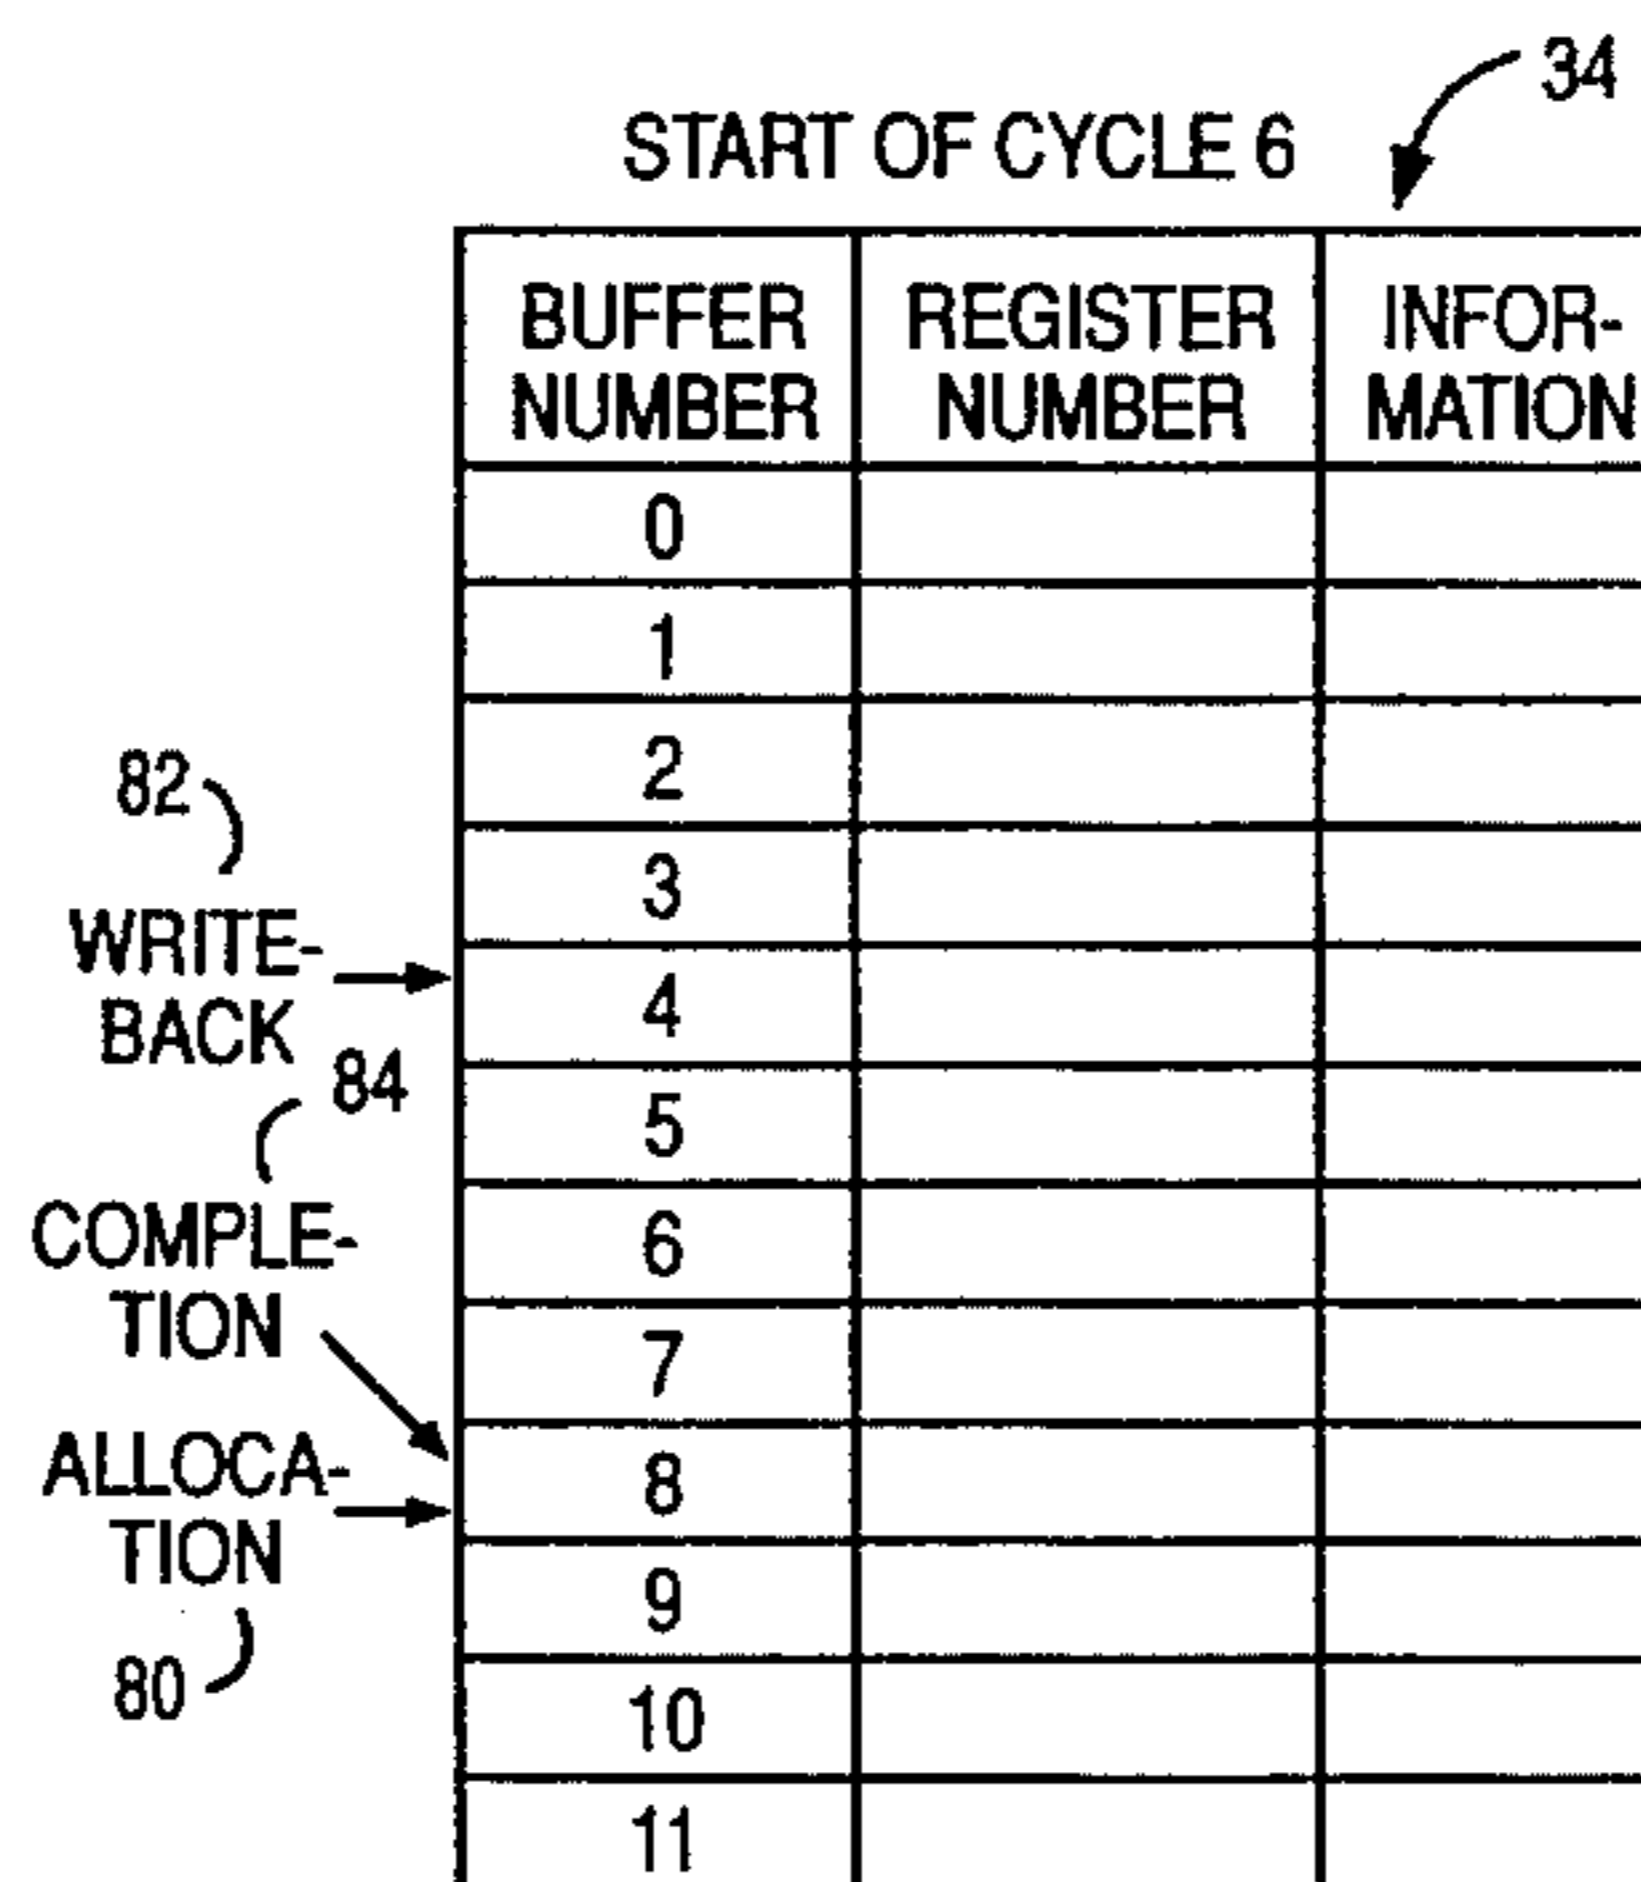 34
START OF CYCLE 6
BUFFER NUMBER REGISTER NUMBER INFOR-MATION
0
1
2
82
3
WRITE-
BACK
4
84
5
COMPLE-
TION
6
7
ALLOCA-
TION
8
9
80
10
11